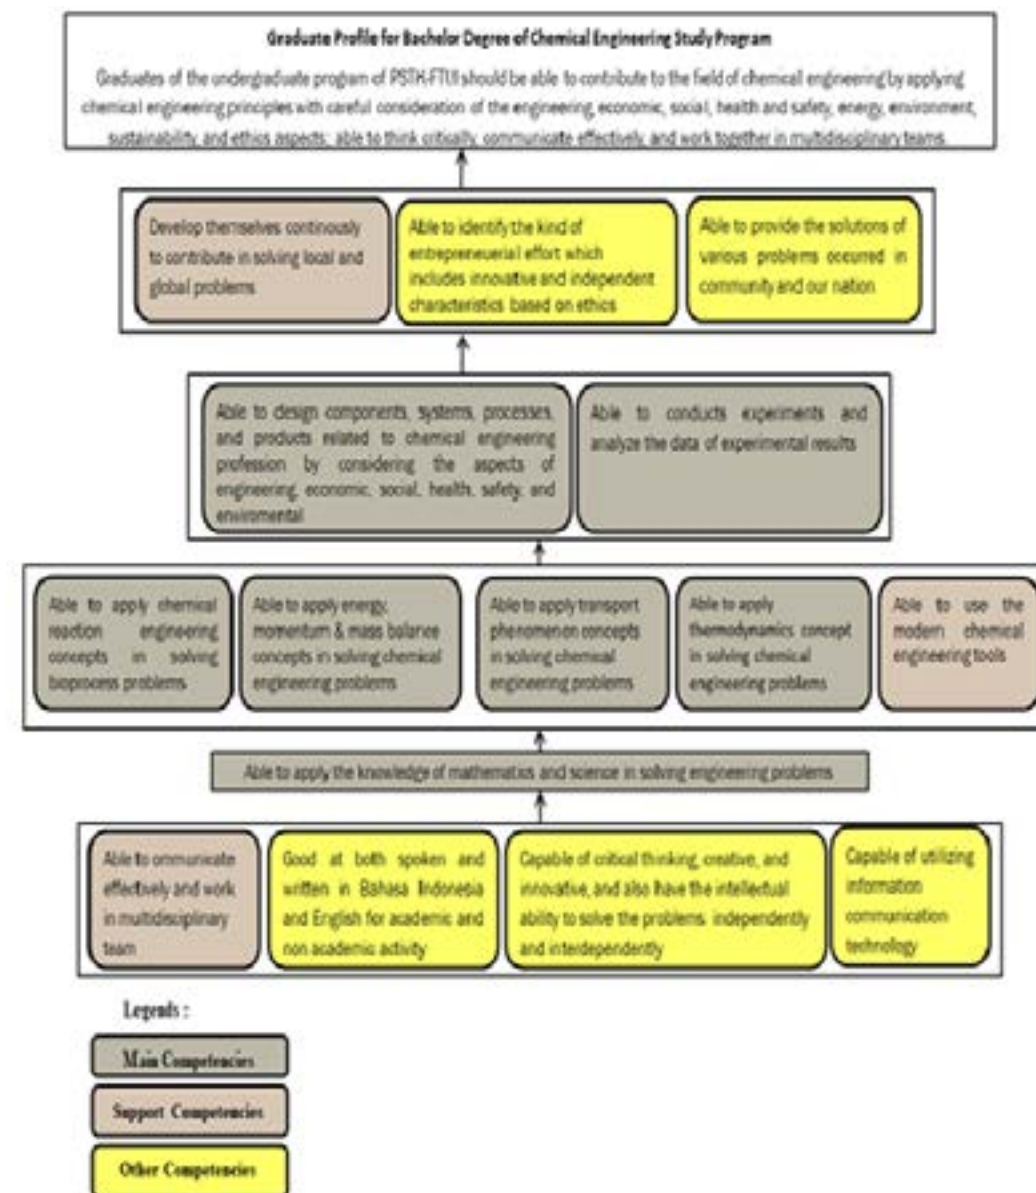 Graduate Profile for Bachelor Degree of Chemical Engineering Study Program
Graduates of the undergraduate program of PSTK-FTUI should be able to contribute to the field of chemical engineering by applying
chemical engineering principles with careful consideration of the engineering, economic, social, health and safety, energy, environment,
sustainability, and ethics aspects; able to think critically, communicate effectively, and work together in multidisciplinary teams.
Develop themselves continously
to contribute in solving local and
global problems
Able to identify the kind of
entrepreneuerial effort which
includes innovative and independent
characteristics based on ethics
Able to provide the solutions of
various problems occurred in
community and our nation
Able to design components, systems, processes,
and products related to chemical engineering
profession by considering the aspects of
engineering, economic, social, health, safety, and
enviromental
Able to conducts experiments and
analyze the data of experimental results
Able to apply chemical
reaction engineering
concepts in solving
bioprocess problems
Able to apply energy,
momentum & mass balance
concepts in solving chemical
engineering problems
Able to apply transport
phenomenon concepts
in solving chemical
engineering problems
Able to apply
thermodynamics concept
in solving chemical
engineering problems
Able to use the
modern chemical
engineering tools
Able to apply the knowledge of mathematics and science in solving engineering problems
Able to ommunicate
effectively and work
in multidisciplinary
team
Good at both spoken and
written in Bahasa Indonesia
and English for academic and
non academic activity
Capable of critical thinking, creative, and
innovative, and also have the intellectual
ability to solve the problems independently
and interdependently
Capable of utilizing
information
communication
technology
Legends :
Main Competencies
Support Competencies
Other Competencies